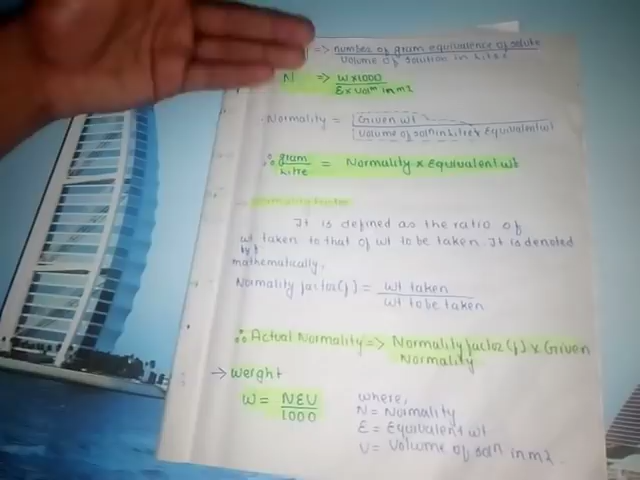 => number of gram equivalence of solute
Volume of solution in Litre
N => W×1000
E × Volᵐ in mL
Normality = Given wt
Volume of solⁿ in Litre × Equivalent wt
∴ gram = Normality × Equivalent wt
Litre
Normality factor
It is defined as the ratio of
wt taken to that of wt to be taken. It is denoted
by f
mathematically,
Normality factor(f) = wt taken
wt to be taken
∴ Actual Normality => Normality factor (f) × Given
Normality
→ Weight
W = NEV
1000
where,
N = Normality
E = Equivalent wt
V = Volume of solⁿ in mL.